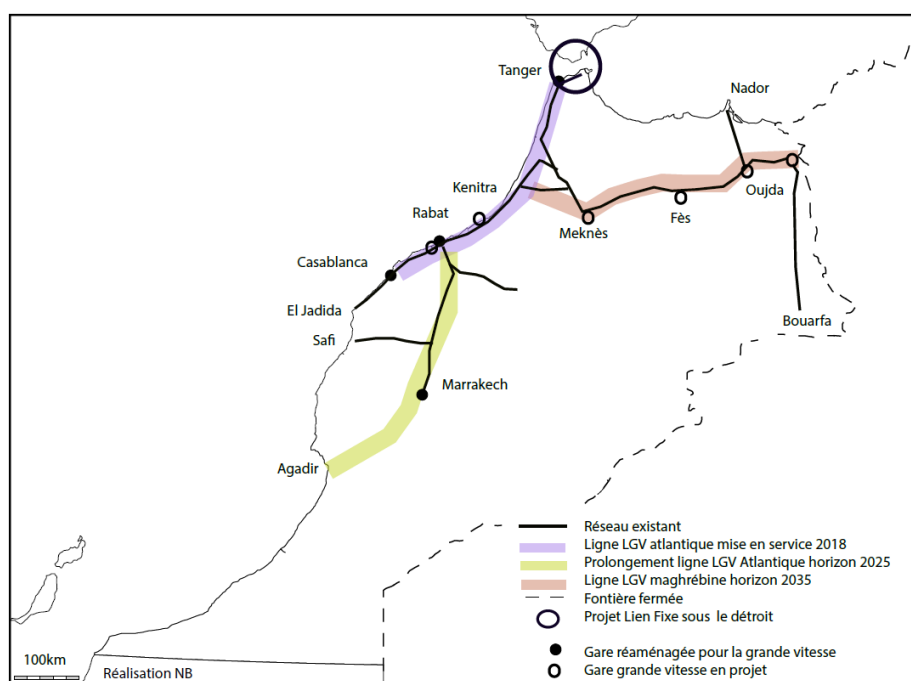 Tanger
Nador
Kenitra
Oujda
Rabat
Fès
Meknès
Casablanca
El Jadida
Bouarfa
Safi
Marrakech
Agadir
Réseau existant
Ligne LGV atlantique mise en service 2018
Prolongement ligne LGV Atlantique horizon 2025
Ligne LGV maghrébine horizon 2035
Fontière fermée
Projet Lien Fixe sous le détroit
Gare réaménagée pour la grande vitesse
Gare grande vitesse en projet
100km
Réalisation NB